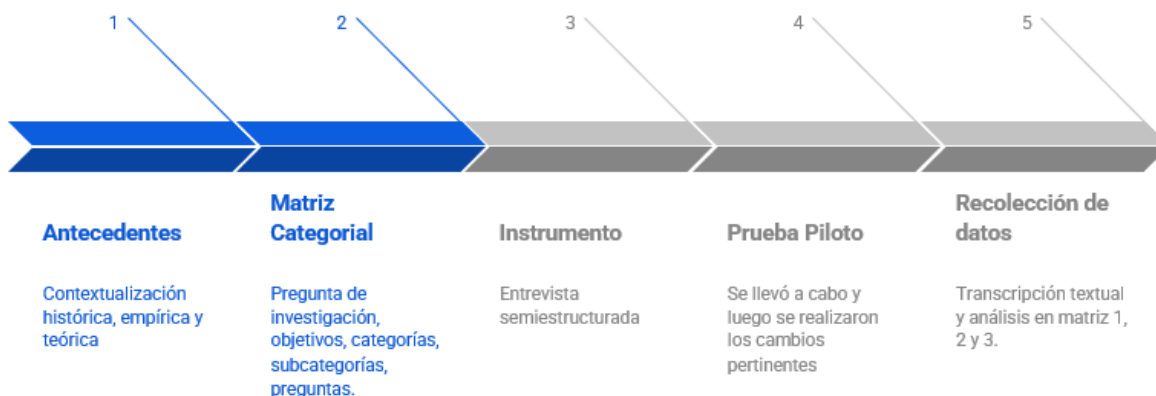 1
2
3
4
5
Antecedentes
Contextualización
histórica, empírica y
teórica
Matriz
Categorial
Pregunta de
investigación,
objetivos, categorías,
subcategorías,
preguntas.
Instrumento
Entrevista
semiestructurada
Prueba Piloto
Se llevó a cabo y
luego se realizaron
los cambios
pertinentes
Recolección de
datos
Transcripción textual
y análisis en matriz 1,
2 y 3.